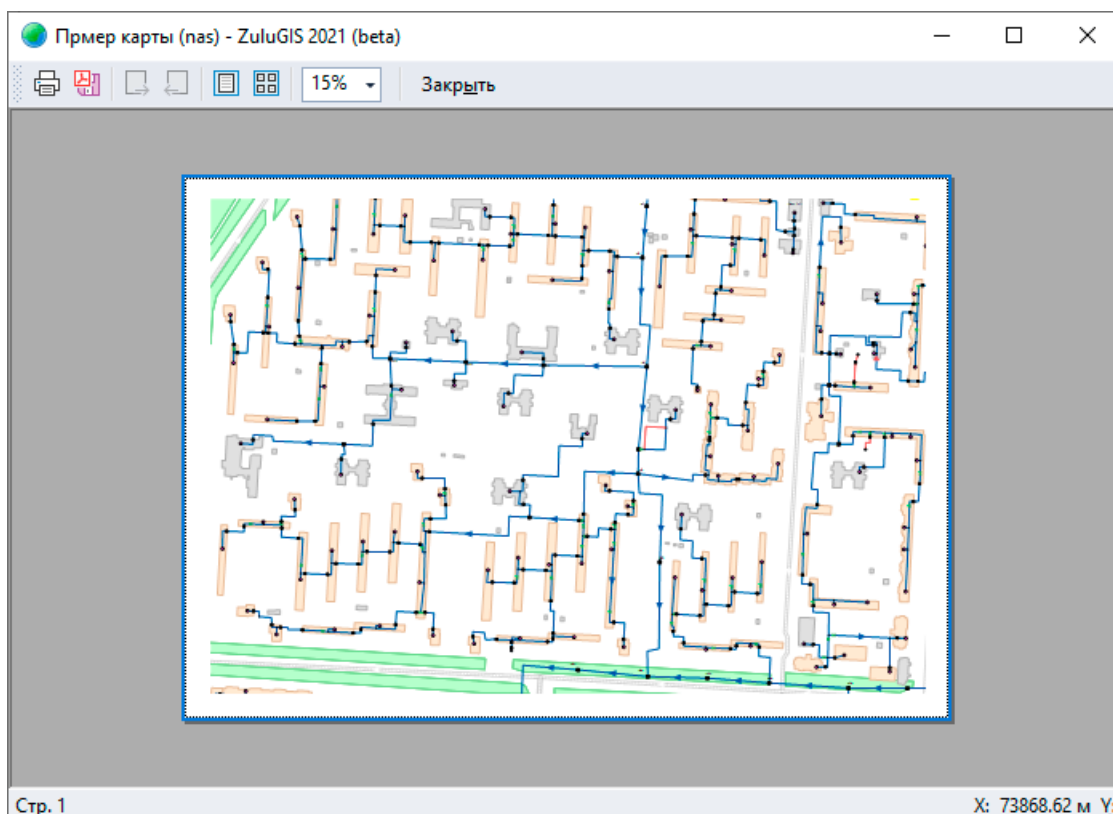 Прмер карты (nas) - ZuluGIS 2021 (beta)
15% Закрыть
Стр. 1 X: 73868.62 м Y: